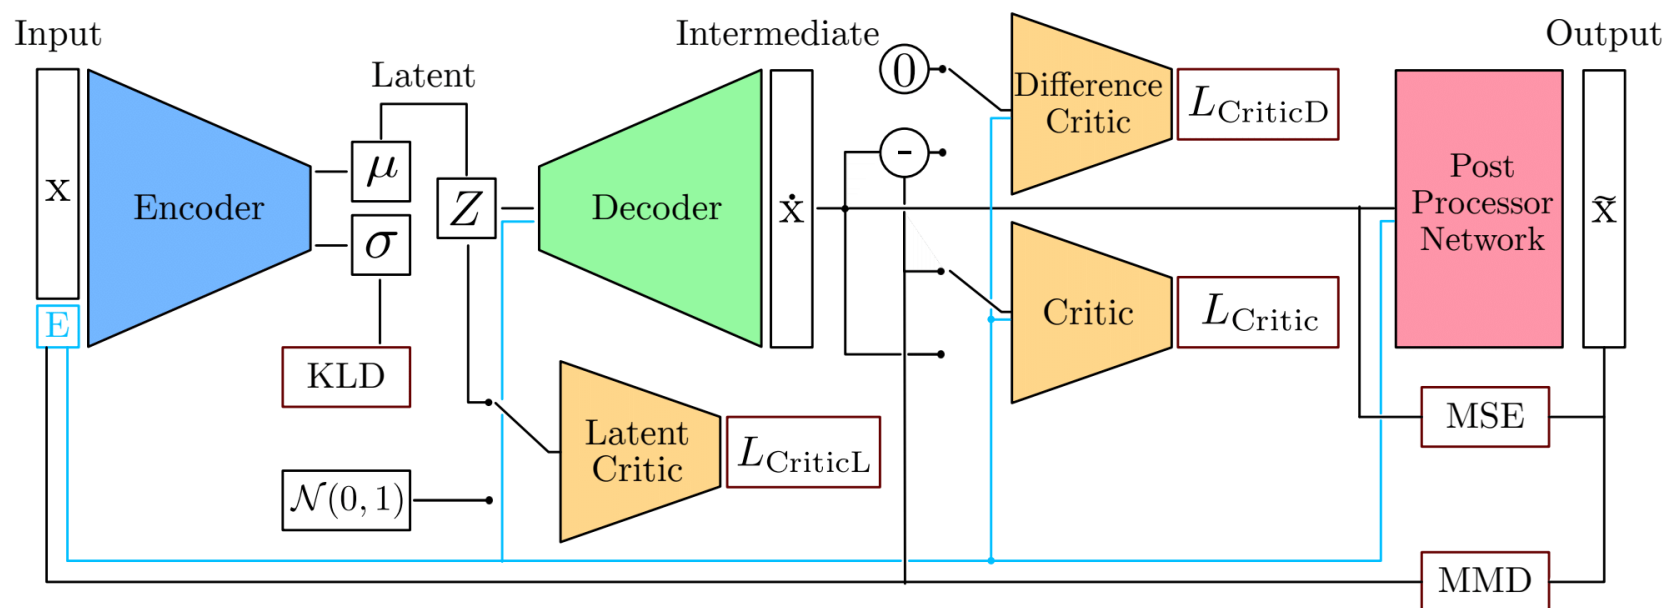 Input
x
E
Encoder
Latent
μ
σ
KLD
Z
𝒩(0, 1)
Latent
Critic
L_CriticL
Decoder
Intermediate
ẋ
0
-
Difference
Critic
L_CriticD
Critic
L_Critic
Post
Processor
Network
Output
x̃
MSE
MMD